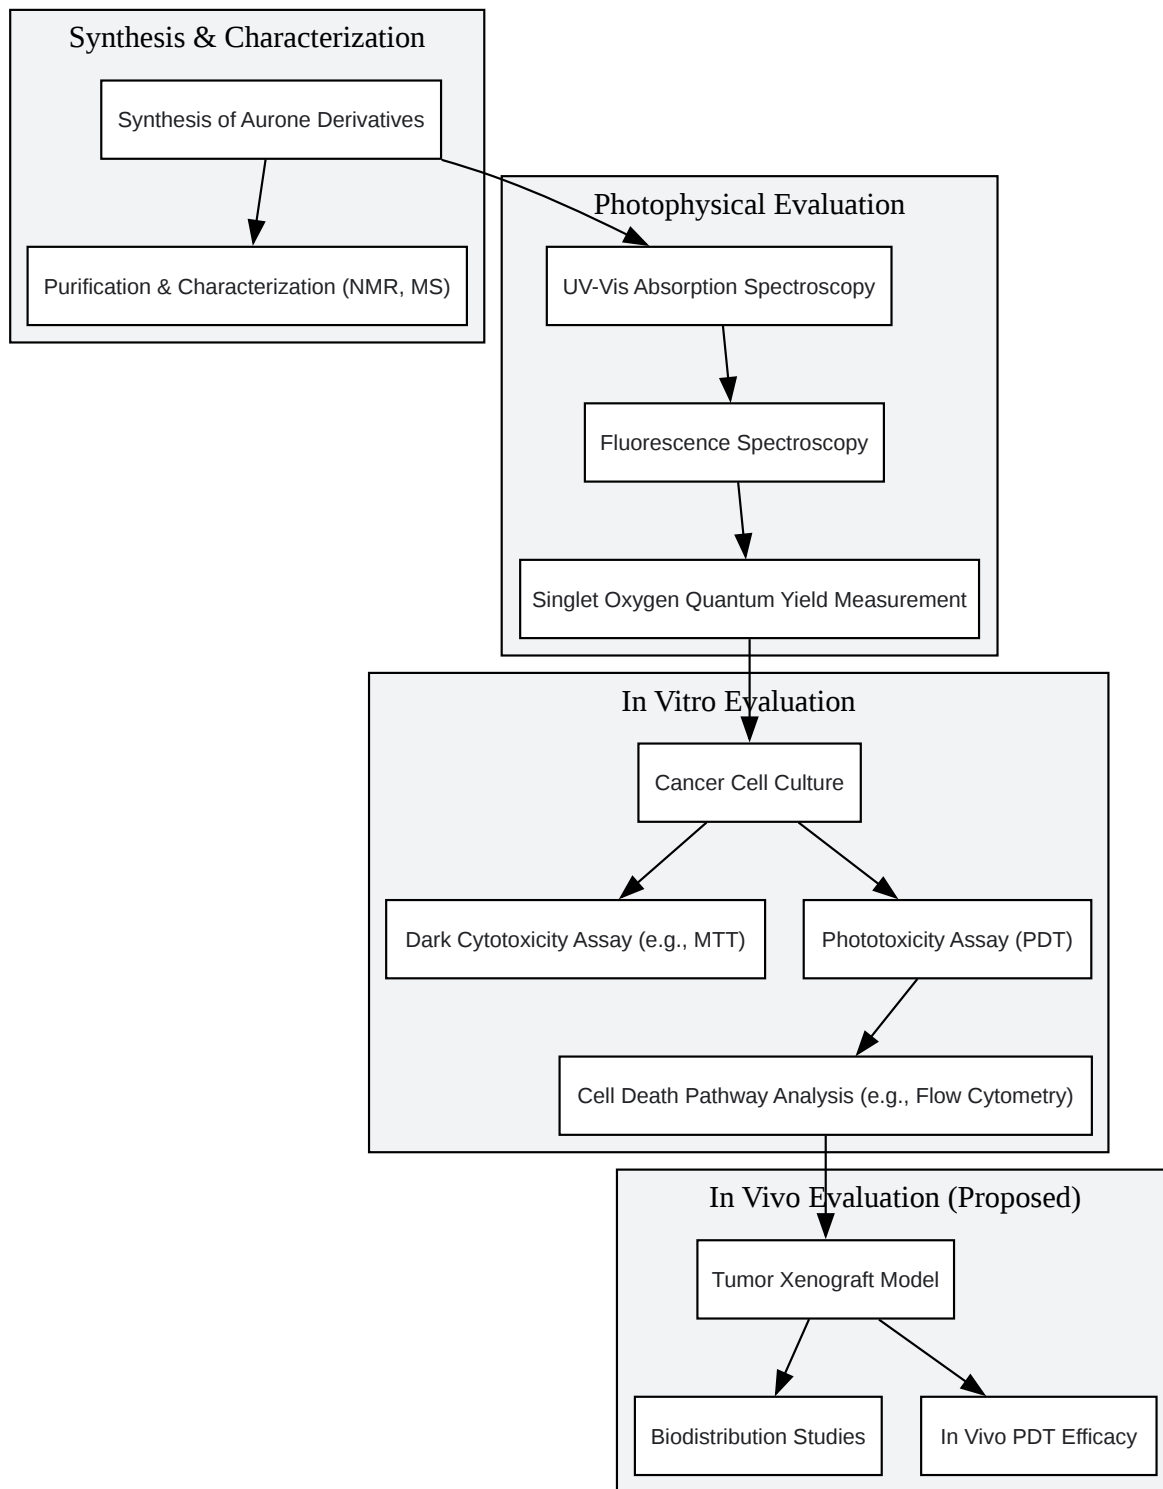 Synthesis & Characterization
Synthesis of Aurone Derivatives
Purification & Characterization (NMR, MS)
Photophysical Evaluation
UV-Vis Absorption Spectroscopy
Fluorescence Spectroscopy
Singlet Oxygen Quantum Yield Measurement
In Vitro Evaluation
Cancer Cell Culture
Dark Cytotoxicity Assay (e.g., MTT)
Phototoxicity Assay (PDT)
Cell Death Pathway Analysis (e.g., Flow Cytometry)
In Vivo Evaluation (Proposed)
Tumor Xenograft Model
Biodistribution Studies
In Vivo PDT Efficacy